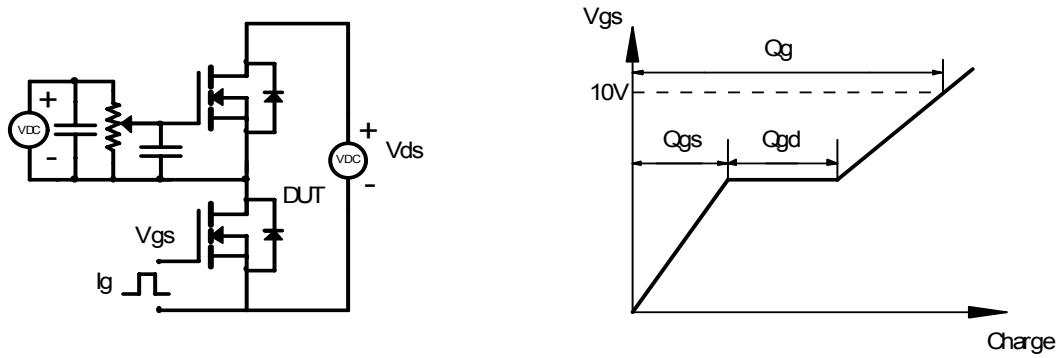 +
VDC
-
Vgs
Ig
DUT
+
VDC
-
Vds
Vgs
Qg
10V
Qgs
Qgd
Charge